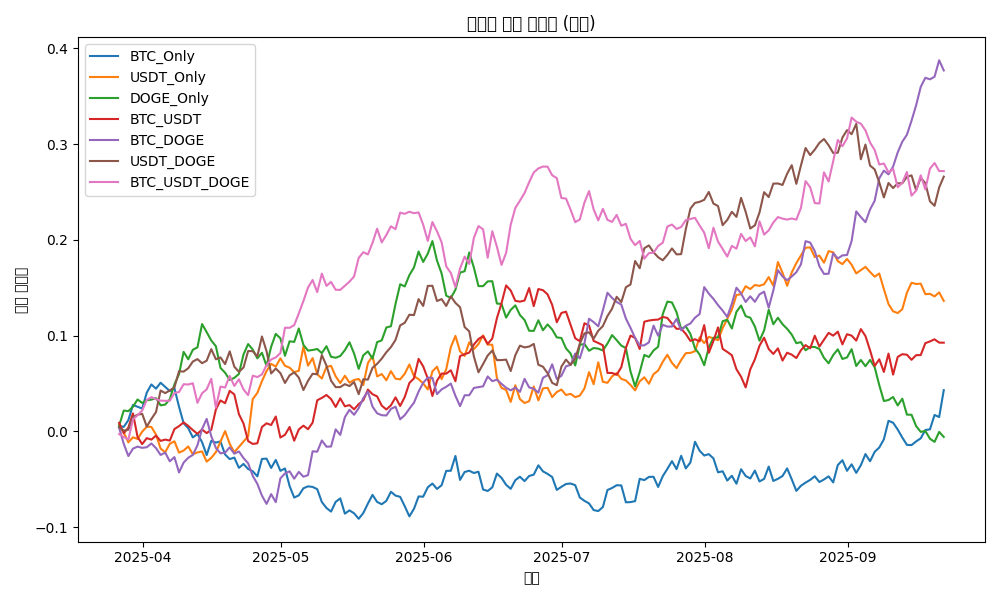 (□□)
0.4
0.3
0.2
0.1
0.0
−0.1
BTC_Only
USDT_Only
DOGE_Only
BTC_USDT
BTC_DOGE
USDT_DOGE
BTC_USDT_DOGE
2025-04 2025-05 2025-06 2025-07 2025-08 2025-09